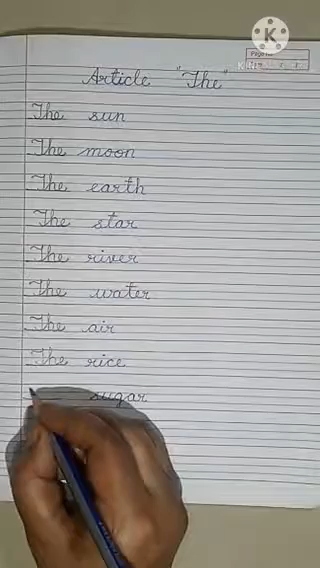 Article "The"
The sun
The moon
The earth
The star
The river
The water
The air
The rice
sugar